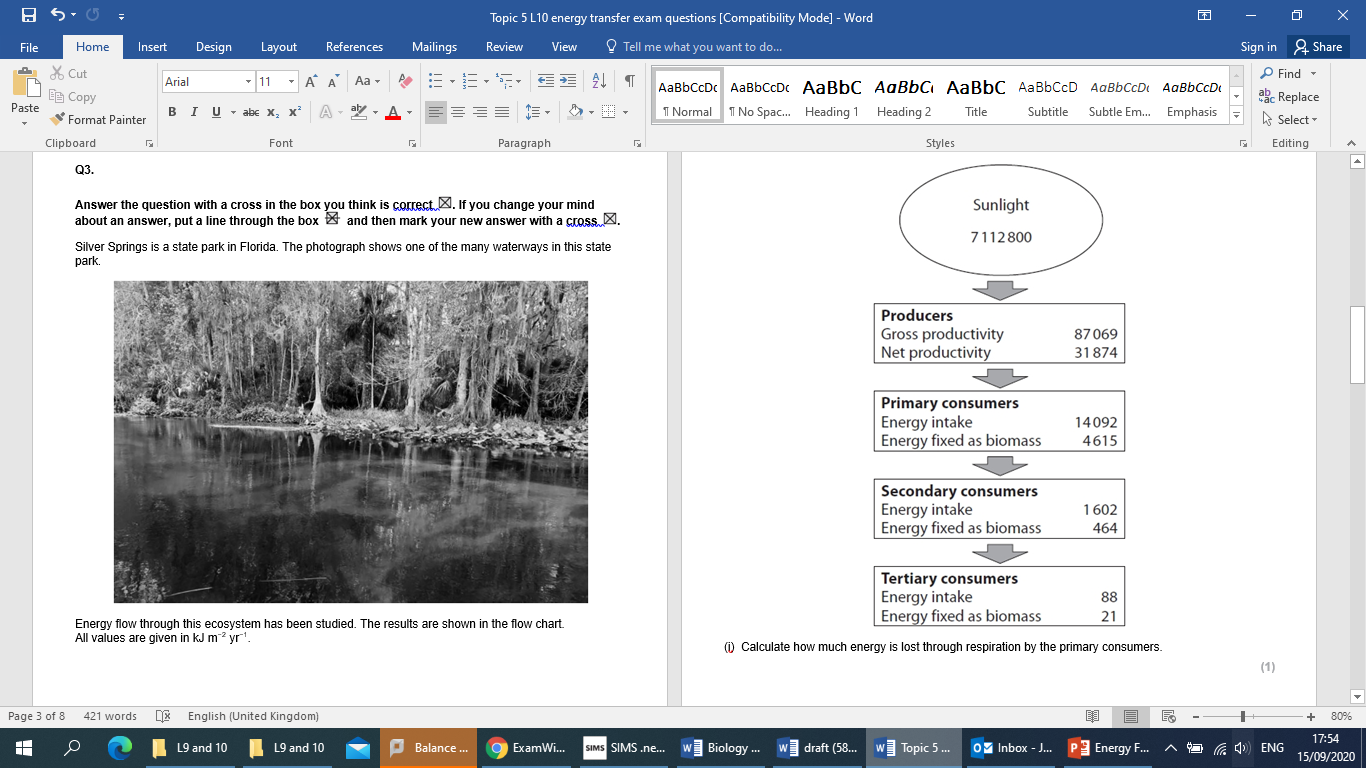 Topic 5 L10 energy transfer exam questions [Compatibility Mode] - Word
File Home Insert Design Layout References Mailings Review View Tell me what you want to do... Sign in Share
Paste
Cut
Copy
Format Painter
Clipboard
Arial 11
Font
Paragraph
AaBbCcDc AaBbCcDc AaBbC AaBbCc AaBbC AaBbCcD AaBbCcDc AaBbCcDc
¶ Normal ¶ No Spac... Heading 1 Heading 2 Title Subtitle Subtle Em... Emphasis
Styles
Find
Replace
Select
Editing
Q3.
Answer the question with a cross in the box you think is correct. If you change your mind
about an answer, put a line through the box and then mark your new answer with a cross.
Silver Springs is a state park in Florida. The photograph shows one of the many waterways in this state
park.
Energy flow through this ecosystem has been studied. The results are shown in the flow chart.
All values are given in kJ m⁻² yr⁻¹.
Sunlight
7 112 800
Producers
Gross productivity 87 069
Net productivity 31 874
Primary consumers
Energy intake 14 092
Energy fixed as biomass 4 615
Secondary consumers
Energy intake 1 602
Energy fixed as biomass 464
Tertiary consumers
Energy intake 88
Energy fixed as biomass 21
(i) Calculate how much energy is lost through respiration by the primary consumers.
(1)
Page 3 of 8 421 words English (United Kingdom) 80%
L9 and 10 L9 and 10 Balance ... ExamWi... SIMS SIMS .ne... Biology ... draft (58... Topic 5 ... Inbox - J... Energy F... ENG
17:54
15/09/2020